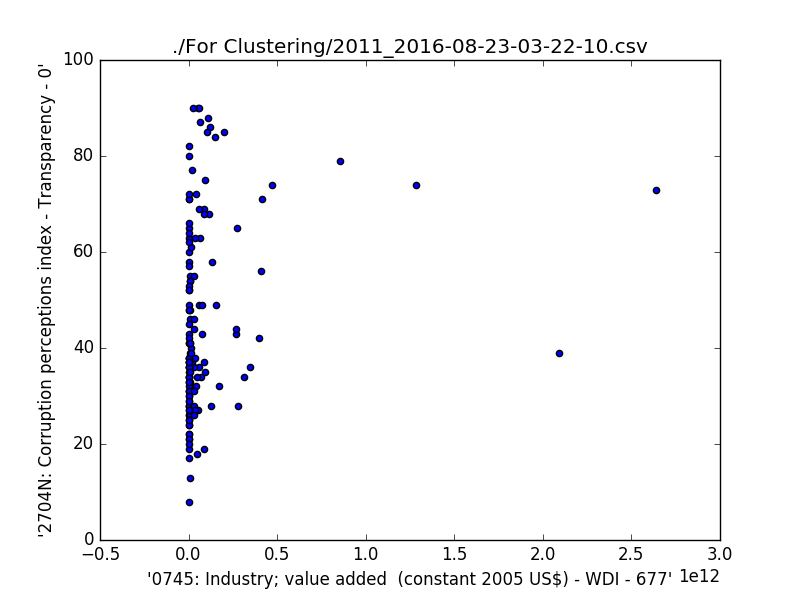 ./For Clustering/2011_2016-08-23-03-22-10.csv
100
80
60
40
20
0
'2704N: Corruption perceptions index - Transparency - 0'
−0.5 0.0 0.5 1.0 1.5 2.0 2.5 3.0
'0745: Industry; value added  (constant 2005 US$) - WDI - 677' 1e12